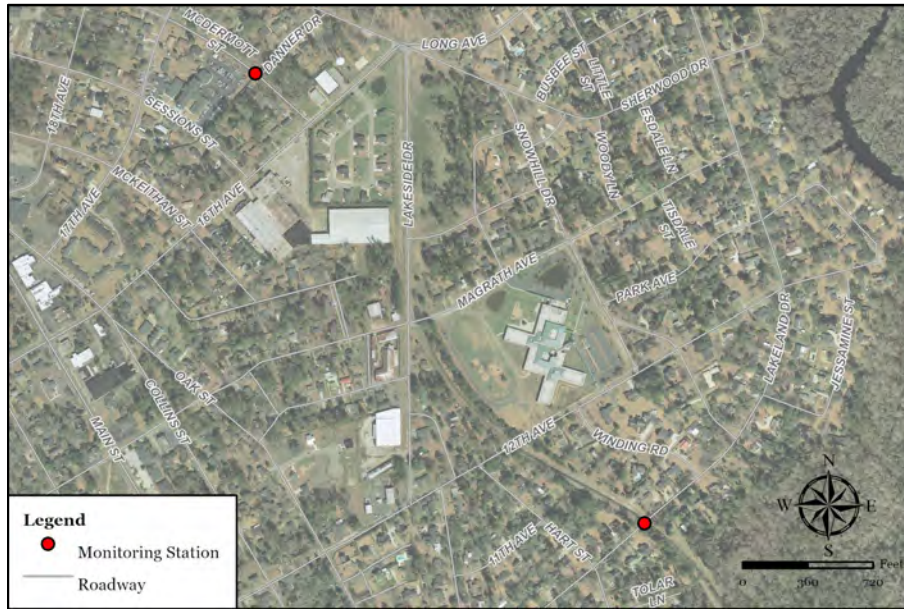 MCDERMOTT
ST
DANNER DR
LONG AVE
BUSBEE ST
LITTLE
ST
SHERWOOD DR
18TH AVE
SESSIONS ST
ESDALE LN
SNOWHILL DR
WOODY LN
MCKEITHAN ST
16TH AVE
LAKESIDE DR
17TH AVE
TISDALE
ST
MAGRATH AVE
PARK AVE
LAKELAND DR
JESSAMINE ST
OAK ST
COLLINS ST
MAIN ST
12TH AVE
WINDING RD
11TH AVE
HART ST
TOLAR
LN
N
W E
S
Feet
0 360 720
Legend
Monitoring Station
Roadway